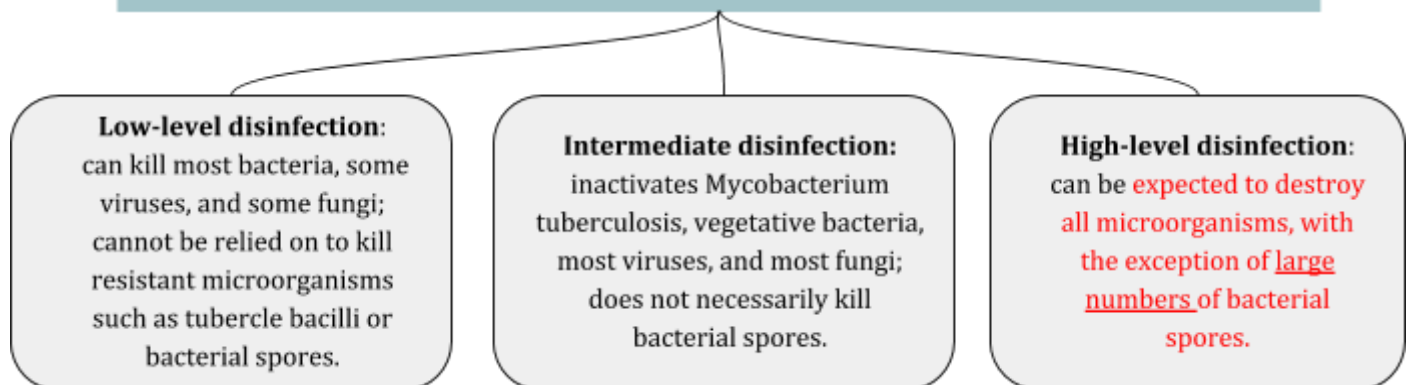 Low-level disinfection:
can kill most bacteria, some
viruses, and some fungi;
cannot be relied on to kill
resistant microorganisms
such as tubercle bacilli or
bacterial spores.
Intermediate disinfection:
inactivates Mycobacterium
tuberculosis, vegetative bacteria,
most viruses, and most fungi;
does not necessarily kill
bacterial spores.
High-level disinfection:
can be expected to destroy
all microorganisms, with
the exception of large
numbers of bacterial
spores.